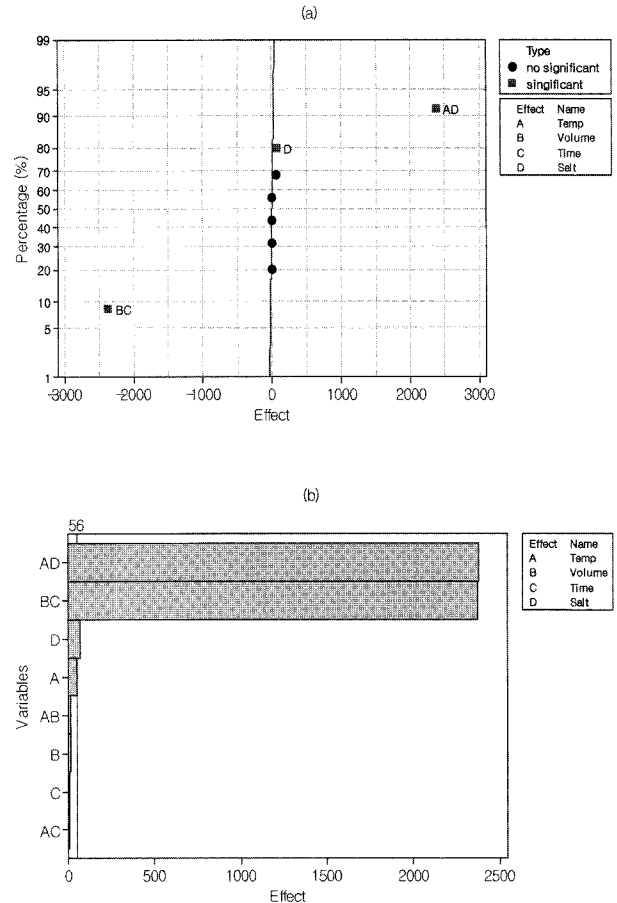 (a)
99
95
90
80
70
60
50
40
30
20
10
5
1
Percentage (%)
-3000
-2000
-1000
0
1000
2000
3000
Effect
AD
D
BC
Type
no significant
singificant
Effect Name
A Temp
B Volume
C Time
D Salt
(b)
56
AD
BC
D
A
AB
B
C
AC
Variables
0
500
1000
1500
2000
2500
Effect
Effect Name
A Temp
B Volume
C Time
D Salt